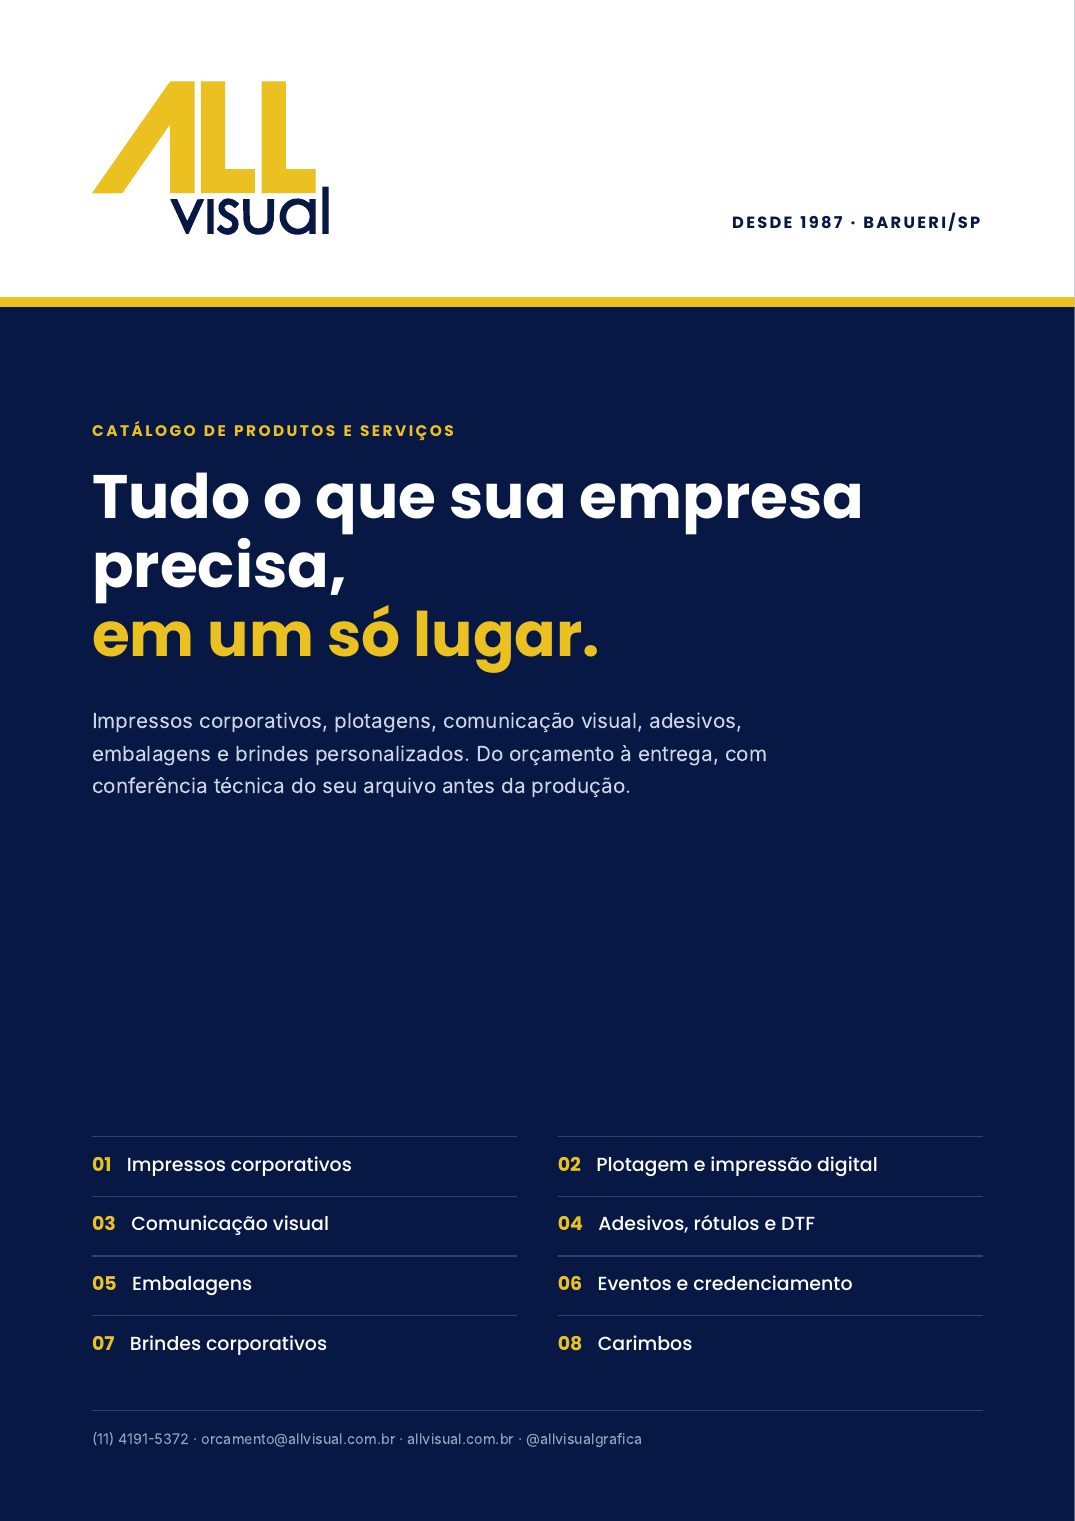 ALL
visual
DESDE 1987 · BARUERI/SP
CATÁLOGO DE PRODUTOS E SERVIÇOS
Tudo o que sua empresa
precisa,
em um só lugar.
Impressos corporativos, plotagens, comunicação visual, adesivos,
embalagens e brindes personalizados. Do orçamento à entrega, com
conferência técnica do seu arquivo antes da produção.
01 Impressos corporativos
02 Plotagem e impressão digital
03 Comunicação visual
04 Adesivos, rótulos e DTF
05 Embalagens
06 Eventos e credenciamento
07 Brindes corporativos
08 Carimbos
(11) 4191-5372 · orcamento@allvisual.com.br · allvisual.com.br · @allvisualgrafica